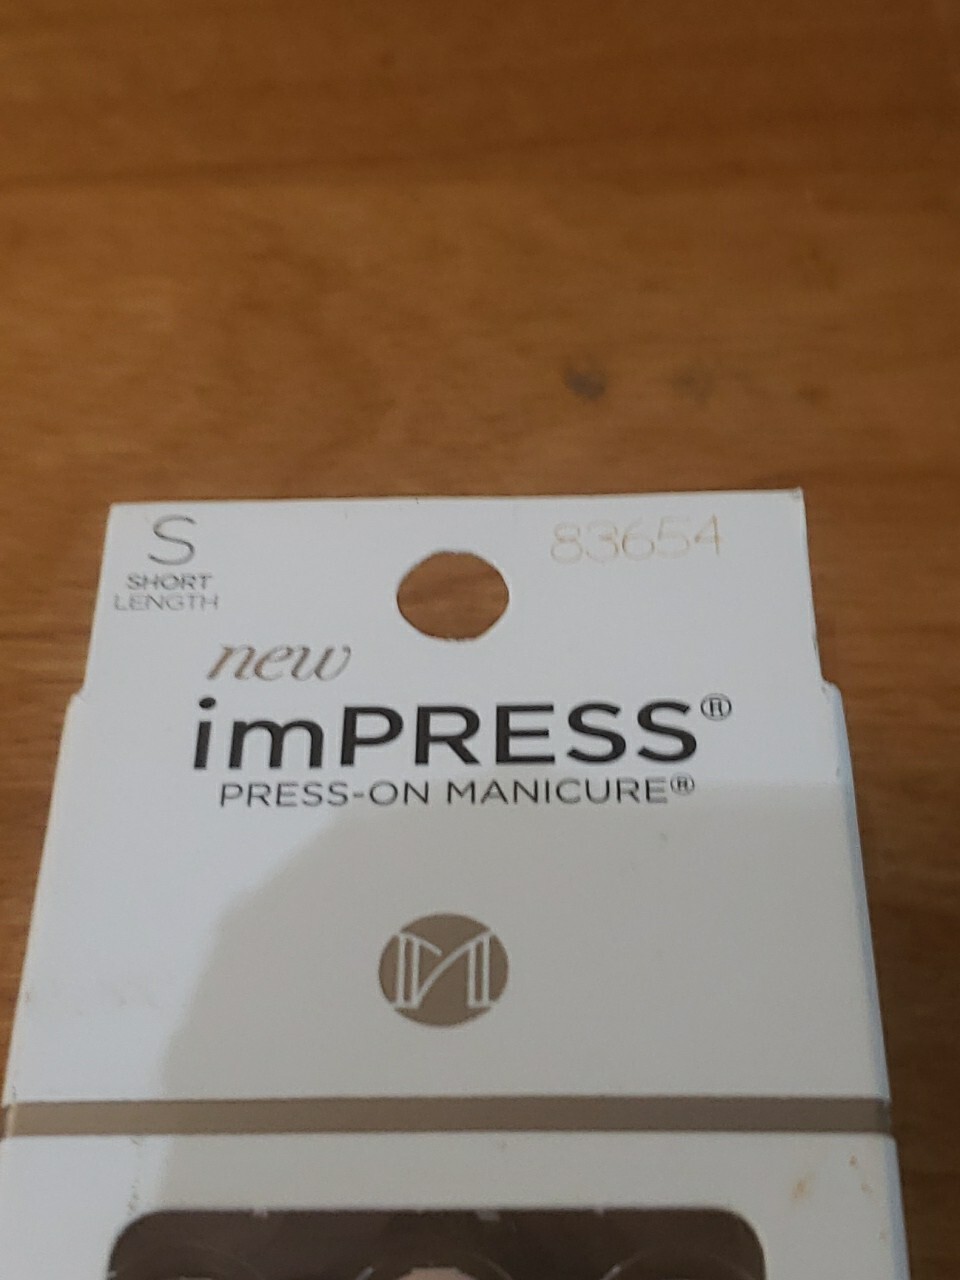 S
SHORT
LENGTH
83654
new
imPRESS®
PRESS-ON MANICURE®
M